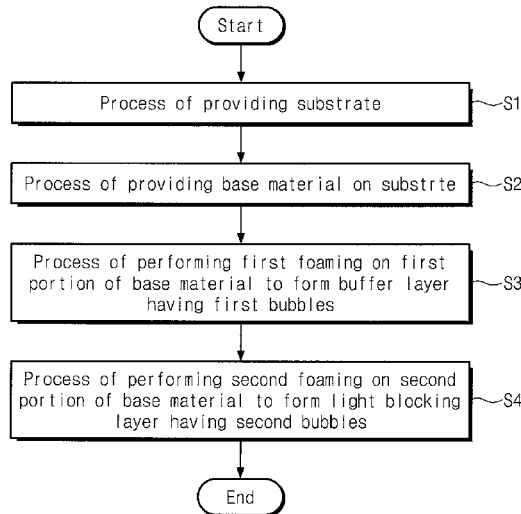 Start
Process of providing substrate
S1
Process of providing base material on substrte
S2
Process of performing first foaming on first
portion of base material to form buffer layer
having first bubbles
S3
Process of performing second foaming on second
portion of base material to form light blocking
layer having second bubbles
S4
End